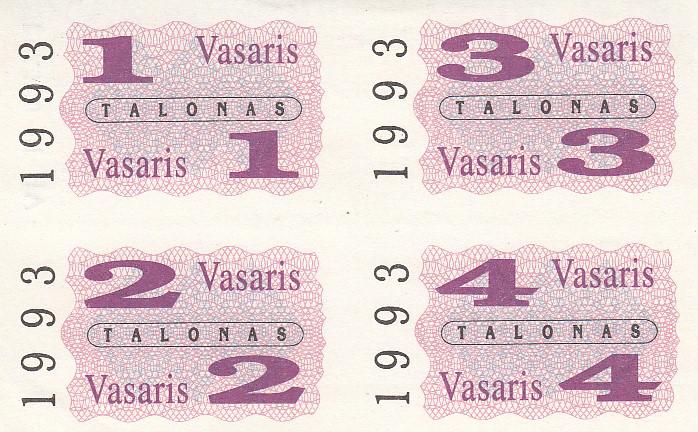 1993
1 Vasaris
TALONAS
Vasaris 1
1993
3 Vasaris
TALONAS
Vasaris 3
1993
2 Vasaris
TALONAS
Vasaris 2
1993
4 Vasaris
TALONAS
Vasaris 4